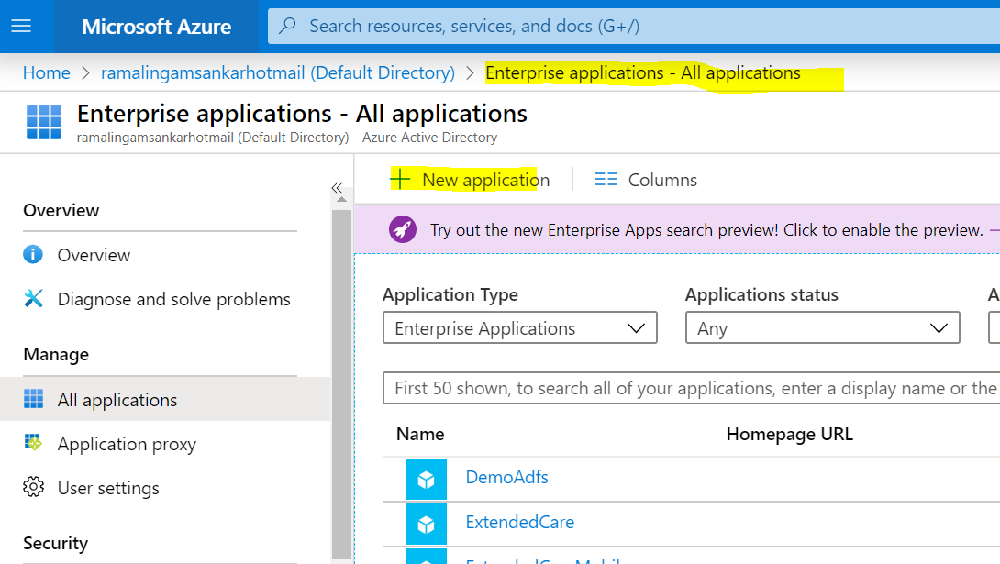 Microsoft Azure
Search resources, services, and docs (G+/)
Home > ramalingamsankarhotmail (Default Directory) > Enterprise applications - All applications
Enterprise applications - All applications
ramalingamsankarhotmail (Default Directory) - Azure Active Directory
Overview
Overview
Diagnose and solve problems
Manage
All applications
Application proxy
User settings
Security
New application
Columns
Try out the new Enterprise Apps search preview! Click to enable the preview.
Application Type
Applications status
A
Enterprise Applications
Any
First 50 shown, to search all of your applications, enter a display name or the
Name
Homepage URL
DemoAdfs
ExtendedCare